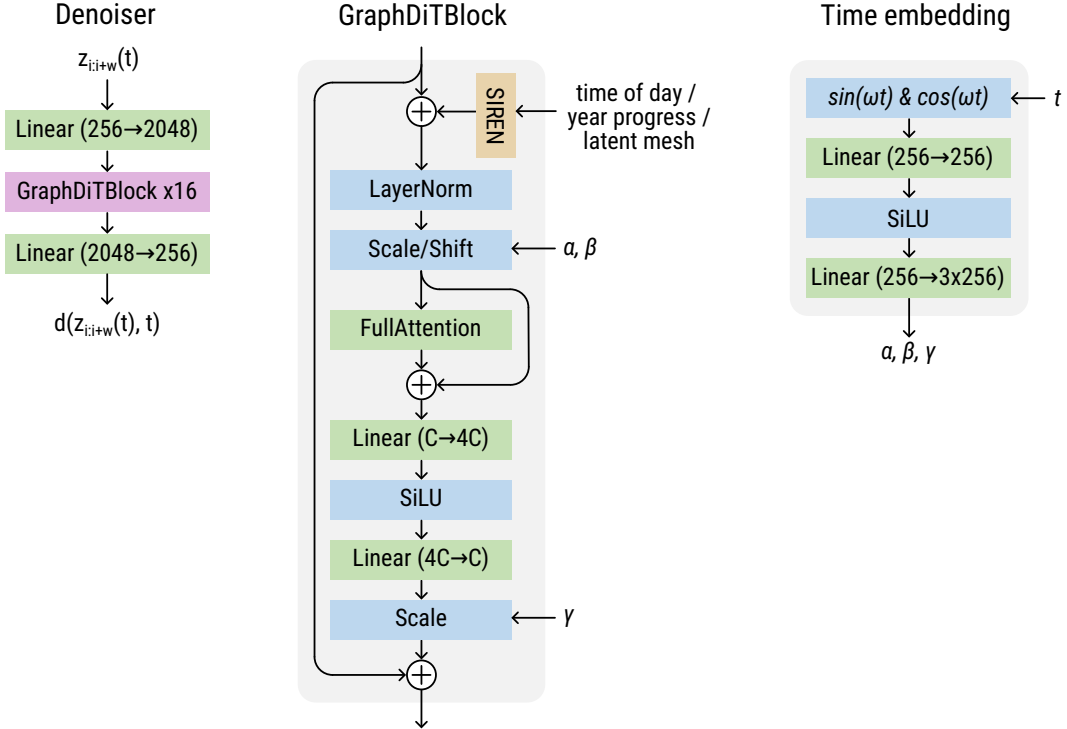 Denoiser
z_{i:i+w}(t)
Linear (256→2048)
GraphDiTBlock x16
Linear (2048→256)
d(z_{i:i+w}(t), t)
GraphDiTBlock
SIREN
time of day /
year progress /
latent mesh
LayerNorm
Scale/Shift
α, β
FullAttention
Linear (C→4C)
SiLU
Linear (4C→C)
Scale
γ
Time embedding
sin(ωt) & cos(ωt)
t
Linear (256→256)
SiLU
Linear (256→3x256)
α, β, γ